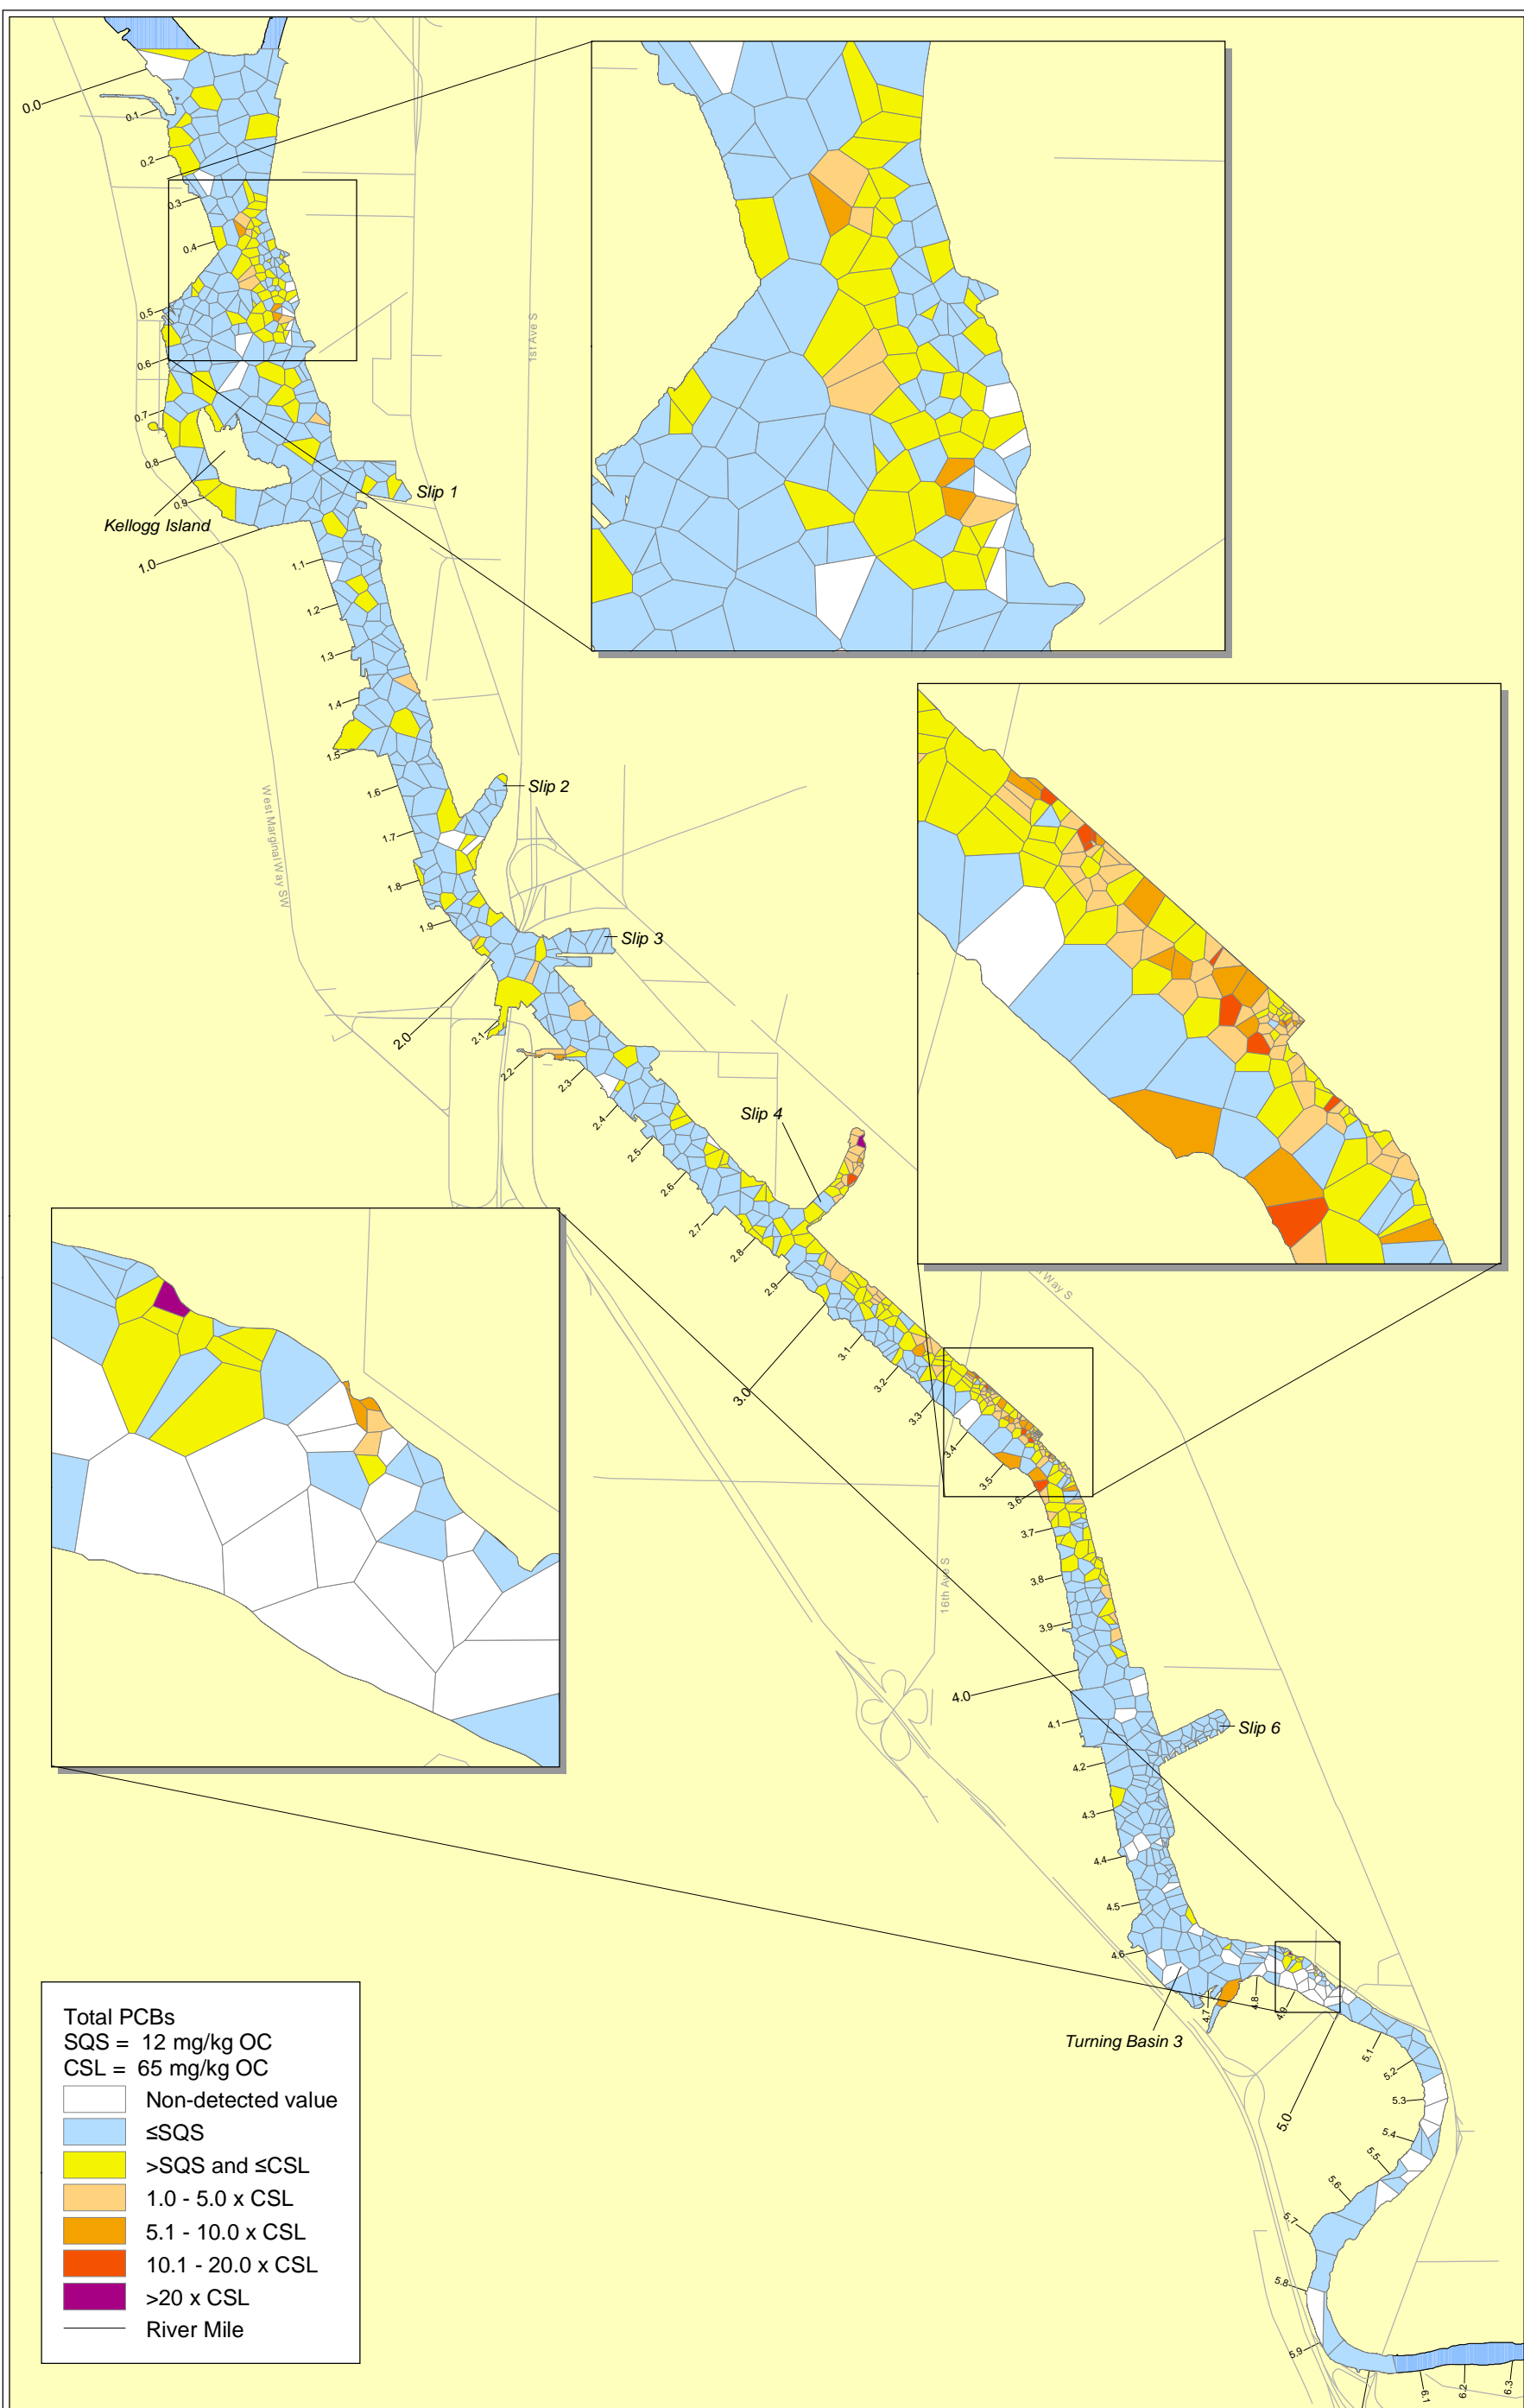 0.0
0.1
0.2
0.3
0.4
0.5
0.6
0.7
0.8
0.9
1st Ave S
Slip 1
Kellogg Island
1.0
1.1
1.2
1.3
1.4
1.5
1.6
Slip 2
1.7
West Marginal Way SW
1.8
1.9
Slip 3
2.0
2.1
2.2
2.3
2.4
2.5
Slip 4
2.6
2.7
2.8
2.9
Way S
3.0
3.1
3.2
3.3
3.4
3.5
3.6
3.7
16th Ave S
3.8
3.9
4.0
4.1
Slip 6
4.2
4.3
4.4
4.5
4.6
4.7
4.8
4.9
Turning Basin 3
5.0
5.1
5.2
5.3
5.4
5.5
5.6
5.7
5.8
5.9
6.1
6.2
6.3
Total PCBs
SQS = 12 mg/kg OC
CSL = 65 mg/kg OC
Non-detected value
≤SQS
>SQS and ≤CSL
1.0 - 5.0 x CSL
5.1 - 10.0 x CSL
10.1 - 20.0 x CSL
>20 x CSL
River Mile